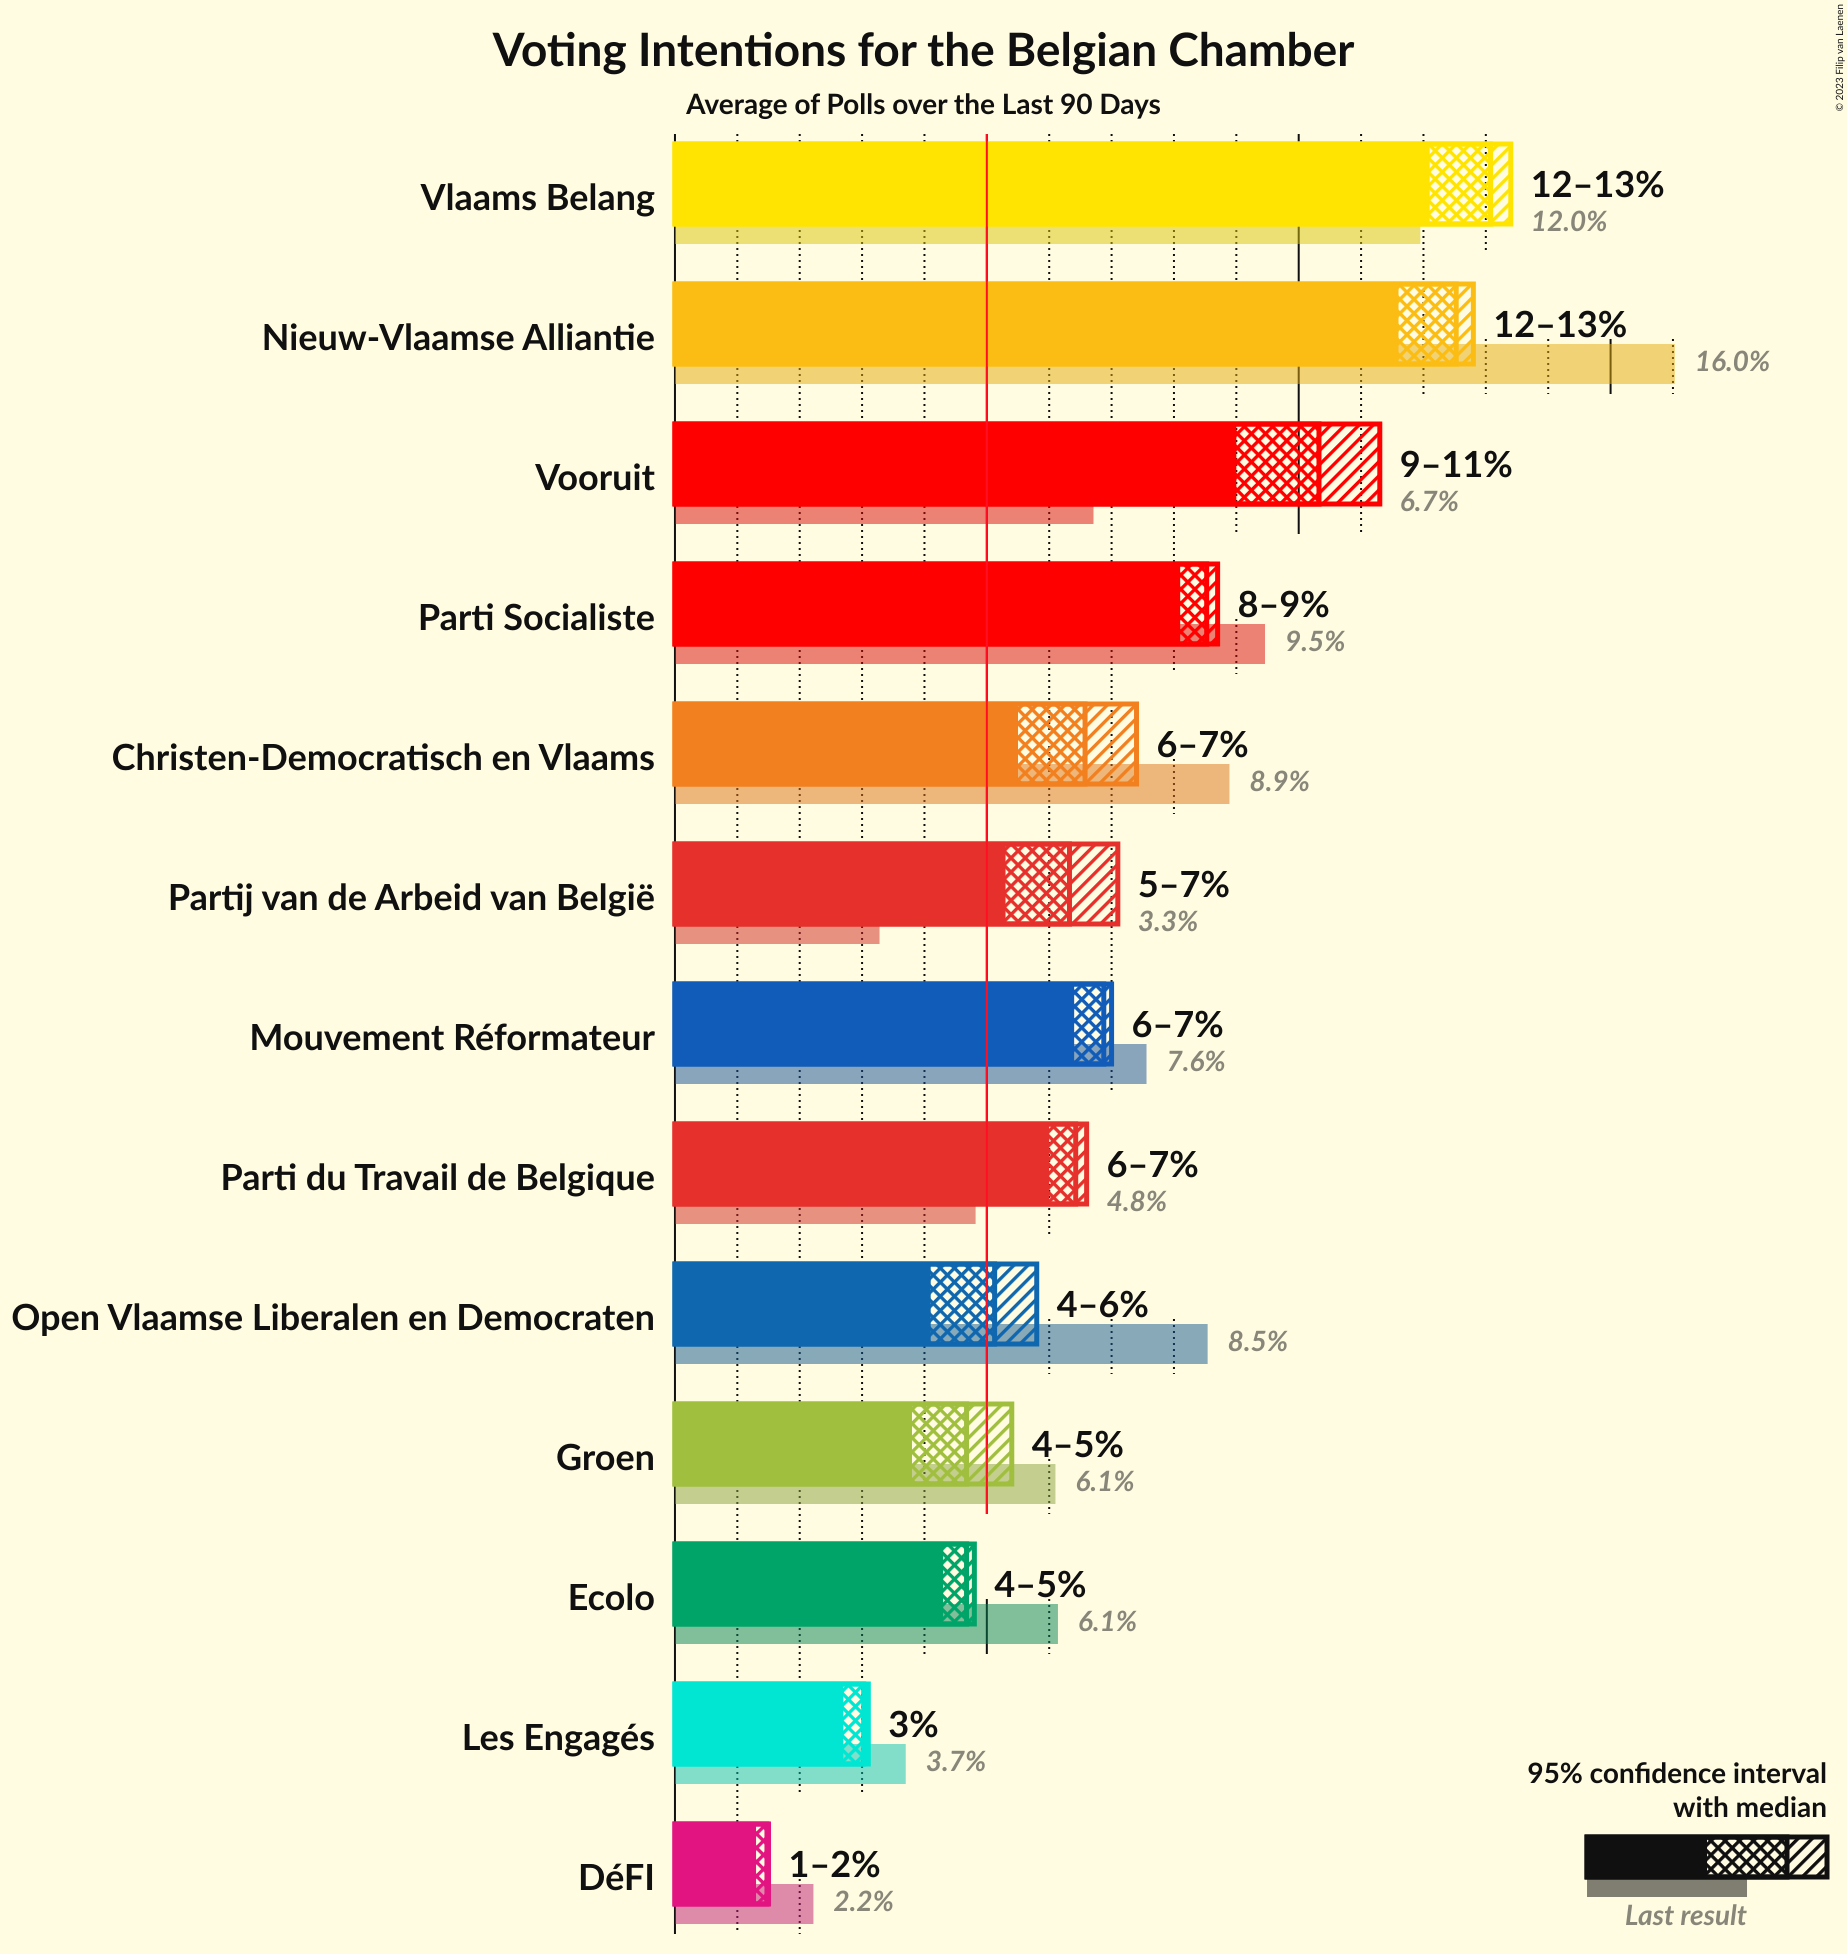 Voting Intentions for the Belgian Chamber
Average of Polls over the Last 90 Days
© 2023 Filip van Laenen
Vlaams Belang
12–13%
12.0%
Nieuw-Vlaamse Alliantie
12–13%
16.0%
Vooruit
9–11%
6.7%
Parti Socialiste
8–9%
9.5%
Christen-Democratisch en Vlaams
6–7%
8.9%
Partij van de Arbeid van België
5–7%
3.3%
Mouvement Réformateur
6–7%
7.6%
Parti du Travail de Belgique
6–7%
4.8%
Open Vlaamse Liberalen en Democraten
4–6%
8.5%
Groen
4–5%
6.1%
Ecolo
4–5%
6.1%
Les Engagés
3%
3.7%
DéFI
1–2%
2.2%
95% confidence interval
with median
Last result